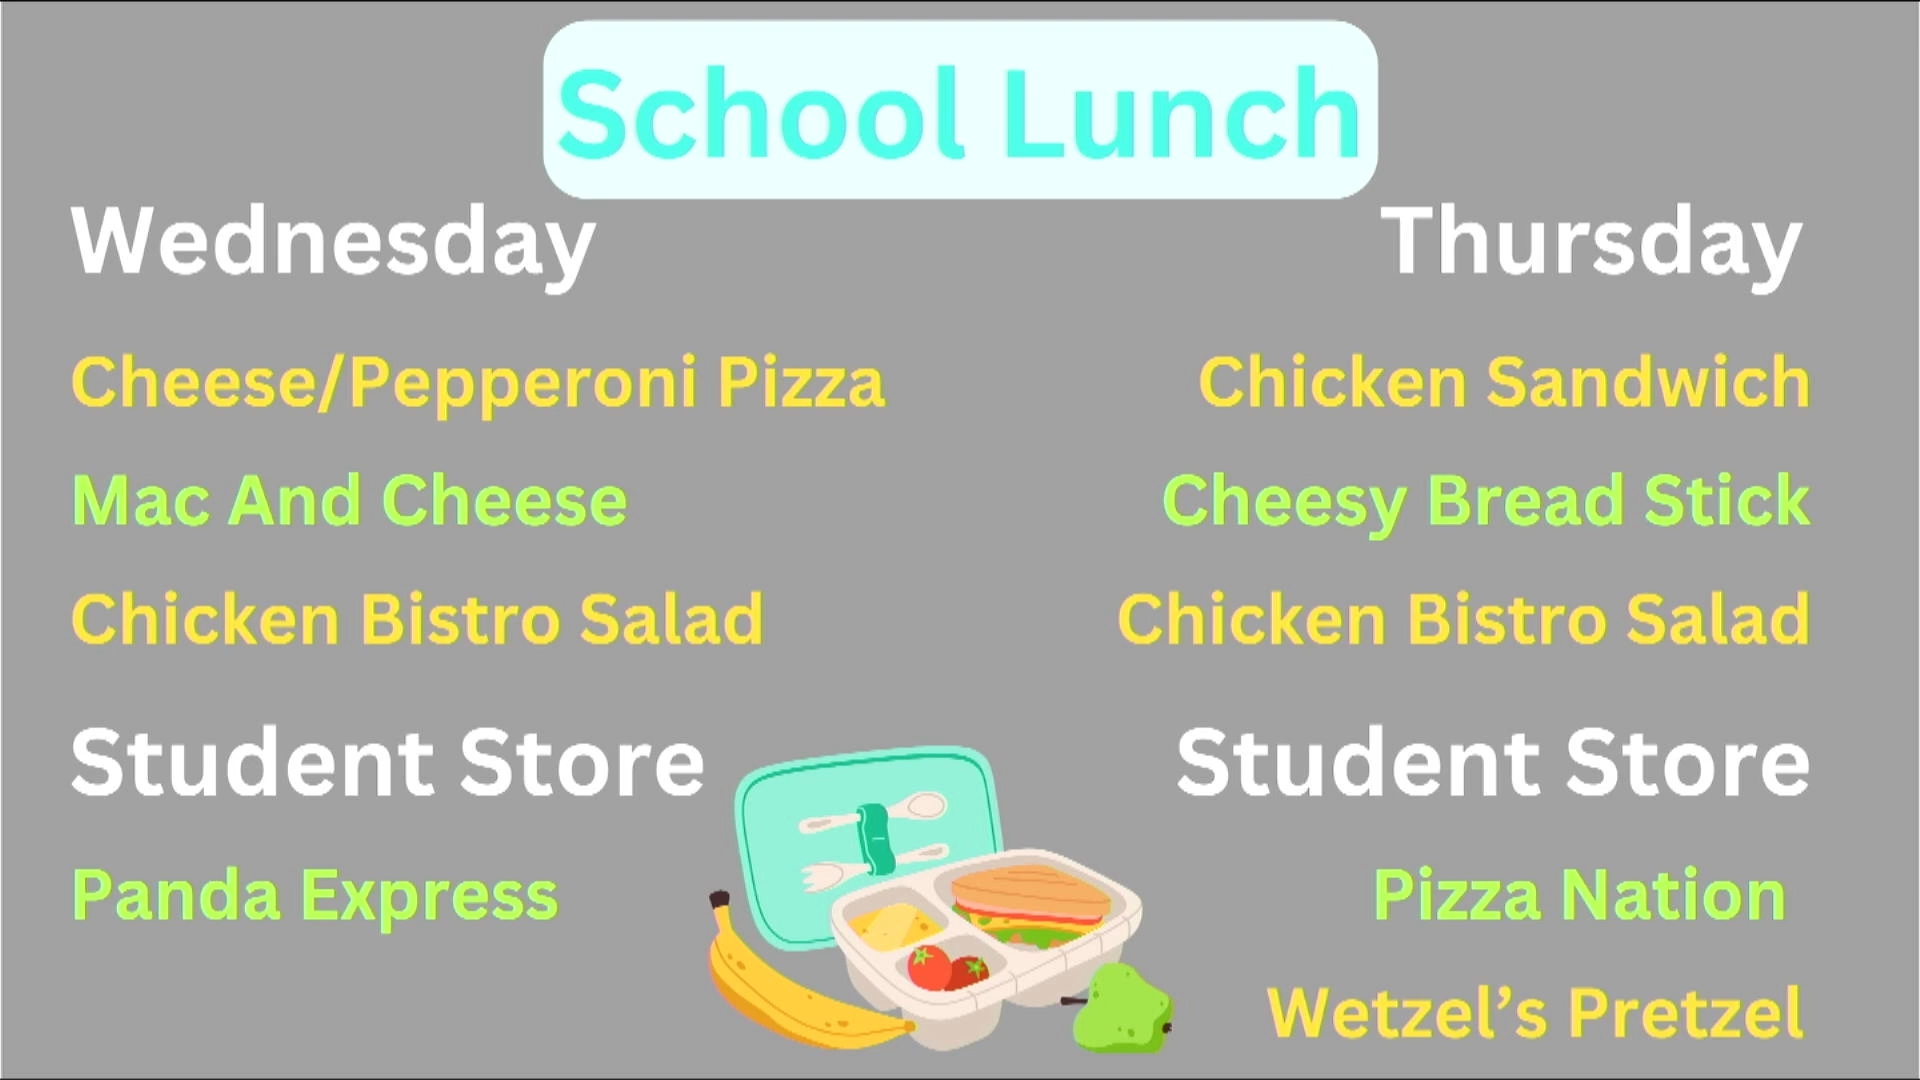 School Lunch
Wednesday
Cheese/Pepperoni Pizza
Mac And Cheese
Chicken Bistro Salad
Student Store
Panda Express
Thursday
Chicken Sandwich
Cheesy Bread Stick
Chicken Bistro Salad
Student Store
Pizza Nation
Wetzel’s Pretzel